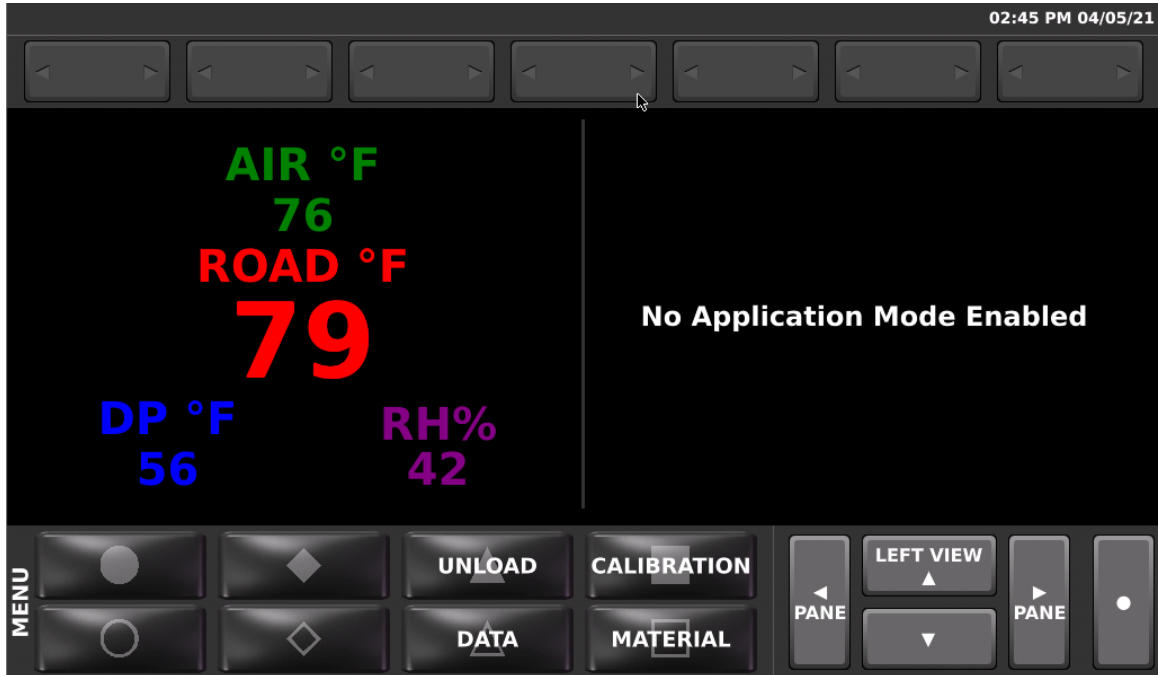 02:45 PM 04/05/21
AIR °F
76
ROAD °F
79
DP °F
56
RH%
42
No Application Mode Enabled
MENU
UNLOAD
CALIBRATION
DATA
MATERIAL
PANE
LEFT VIEW
PANE